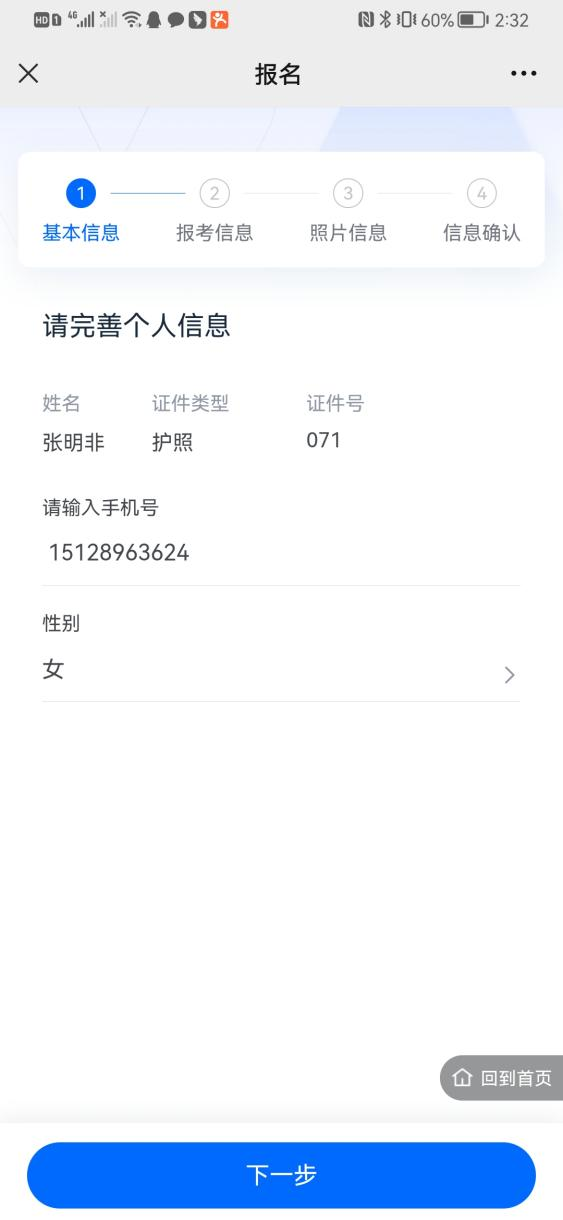 HD 1 4G 60% 2:32
报名
1 2 3 4
基本信息 报考信息 照片信息 信息确认
请完善个人信息
姓名 证件类型 证件号
张明非 护照 071
请输入手机号
15128963624
性别
女
回到首页
下一步